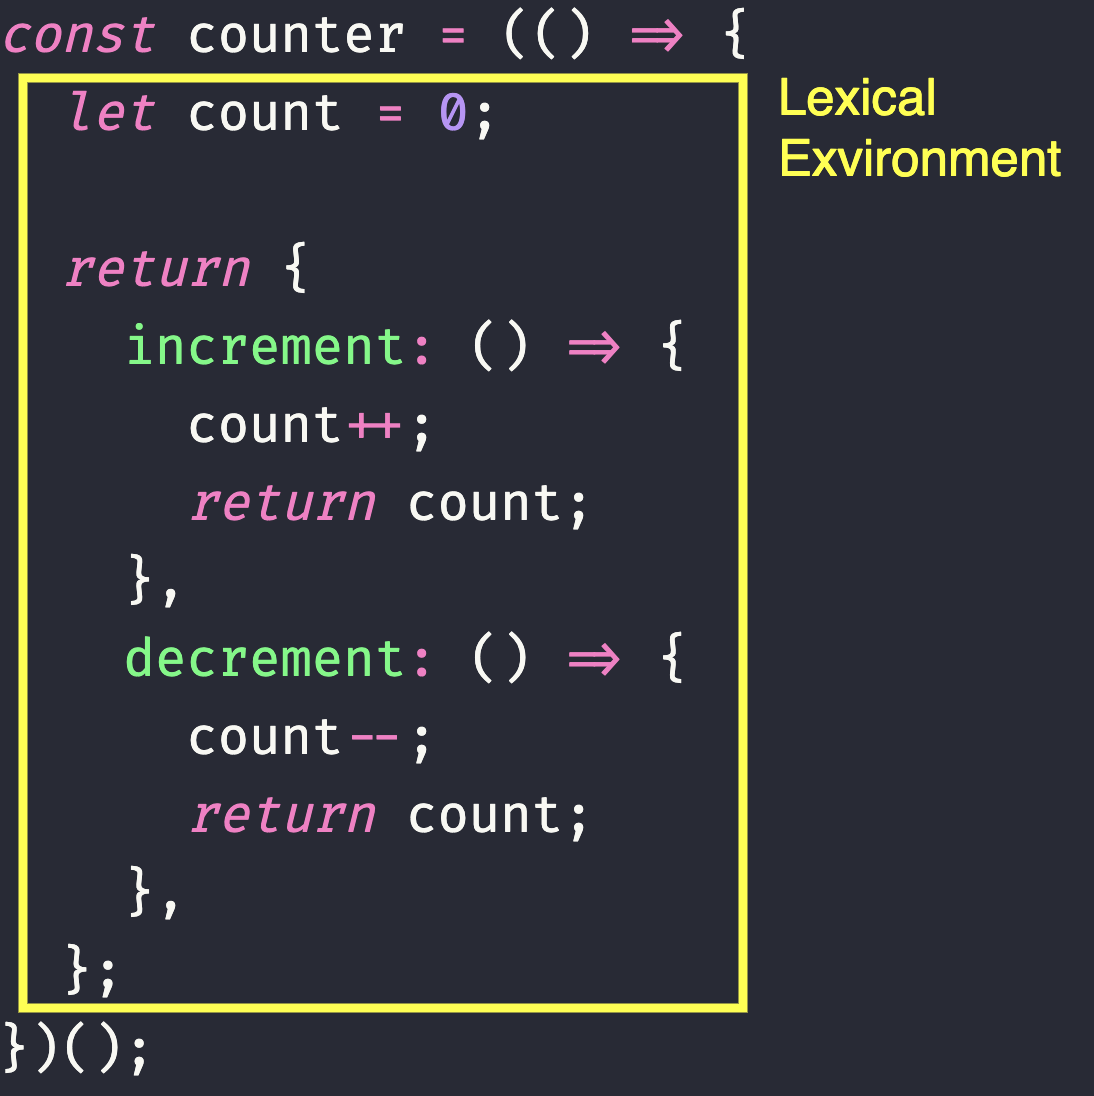 const counter = (() => {
let count = 0;
return {
increment: () => {
count++;
return count;
},
decrement: () => {
count--;
return count;
},
};
})();
Lexical
Exvironment